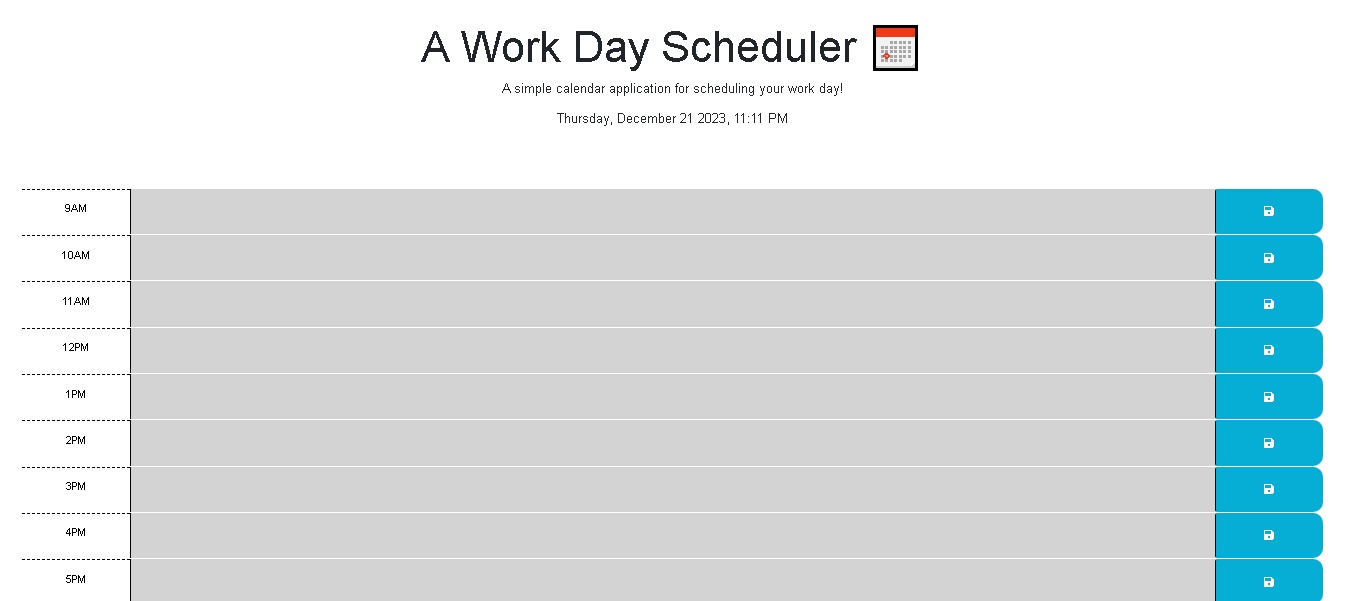 A Work Day Scheduler
A simple calendar application for scheduling your work day!
Thursday, December 21 2023, 11:11 PM
9AM
10AM
11AM
12PM
1PM
2PM
3PM
4PM
5PM